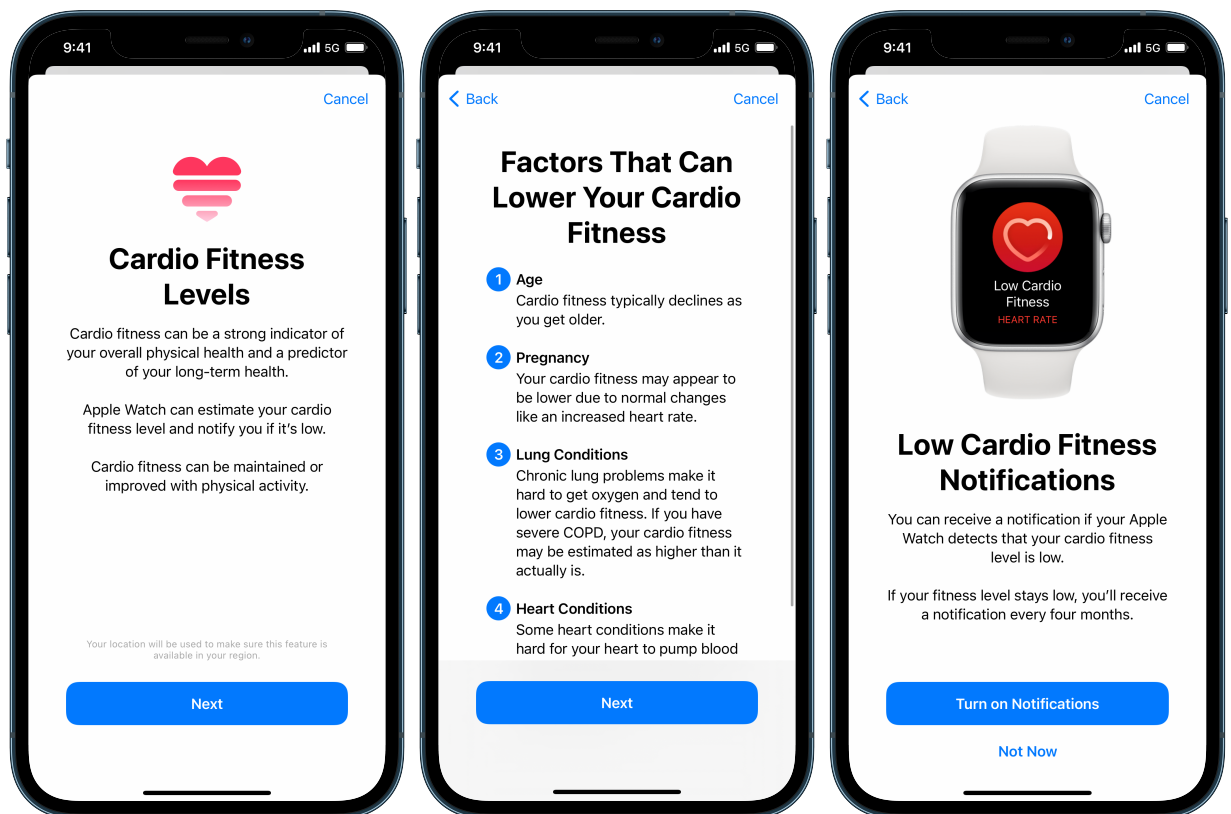 9:41
5G
Cancel
Cardio Fitness
Levels
Cardio fitness can be a strong indicator of
your overall physical health and a predictor
of your long-term health.
Apple Watch can estimate your cardio
fitness level and notify you if it's low.
Cardio fitness can be maintained or
improved with physical activity.
Your location will be used to make sure this feature is
available in your region.
Next
9:41
5G
Back
Cancel
Factors That Can
Lower Your Cardio
Fitness
1 Age
Cardio fitness typically declines as
you get older.
2 Pregnancy
Your cardio fitness may appear to
be lower due to normal changes
like an increased heart rate.
3 Lung Conditions
Chronic lung problems make it
hard to get oxygen and tend to
lower cardio fitness. If you have
severe COPD, your cardio fitness
may be estimated as higher than it
actually is.
4 Heart Conditions
Some heart conditions make it
hard for your heart to pump blood
Next
9:41
5G
Back
Cancel
Low Cardio
Fitness
HEART RATE
Low Cardio Fitness
Notifications
You can receive a notification if your Apple
Watch detects that your cardio fitness
level is low.
If your fitness level stays low, you'll receive
a notification every four months.
Turn on Notifications
Not Now